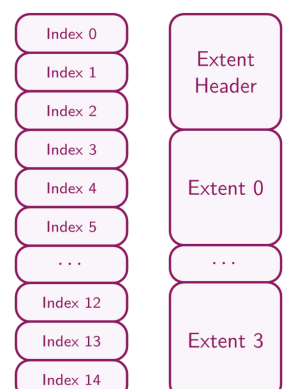 Index 0
Index 1
Index 2
Index 3
Index 4
Index 5
...
Index 12
Index 13
Index 14
Extent
Header
Extent 0
...
Extent 3